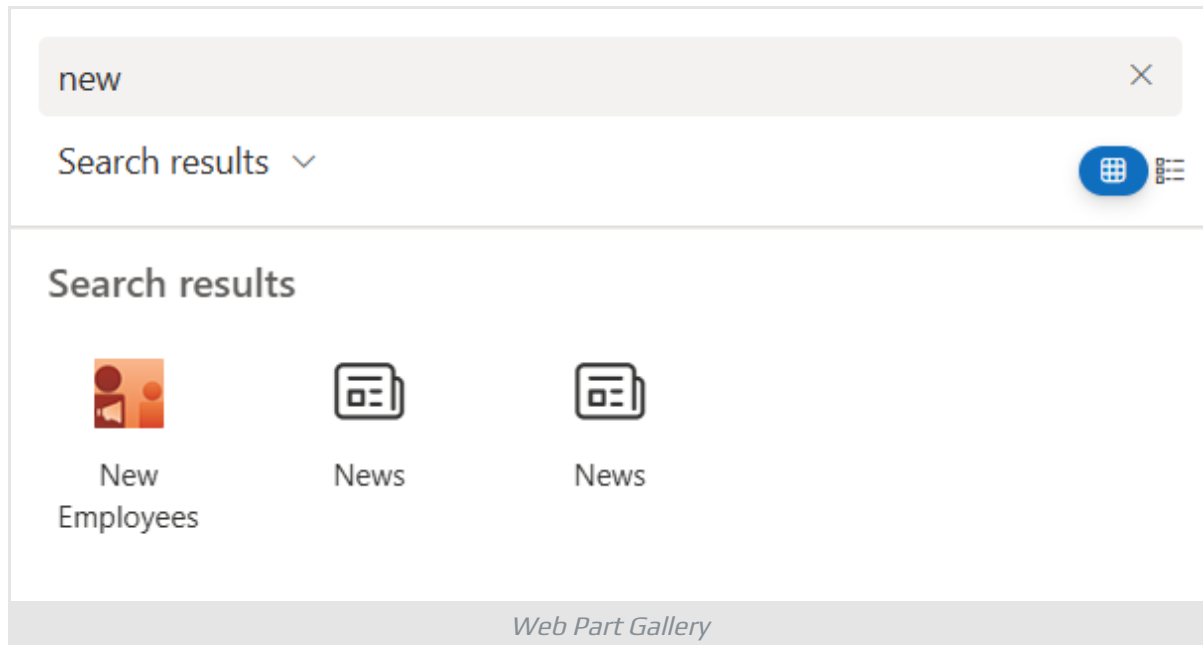 new
Search results
Search results
New
Employees
News
News
Web Part Gallery